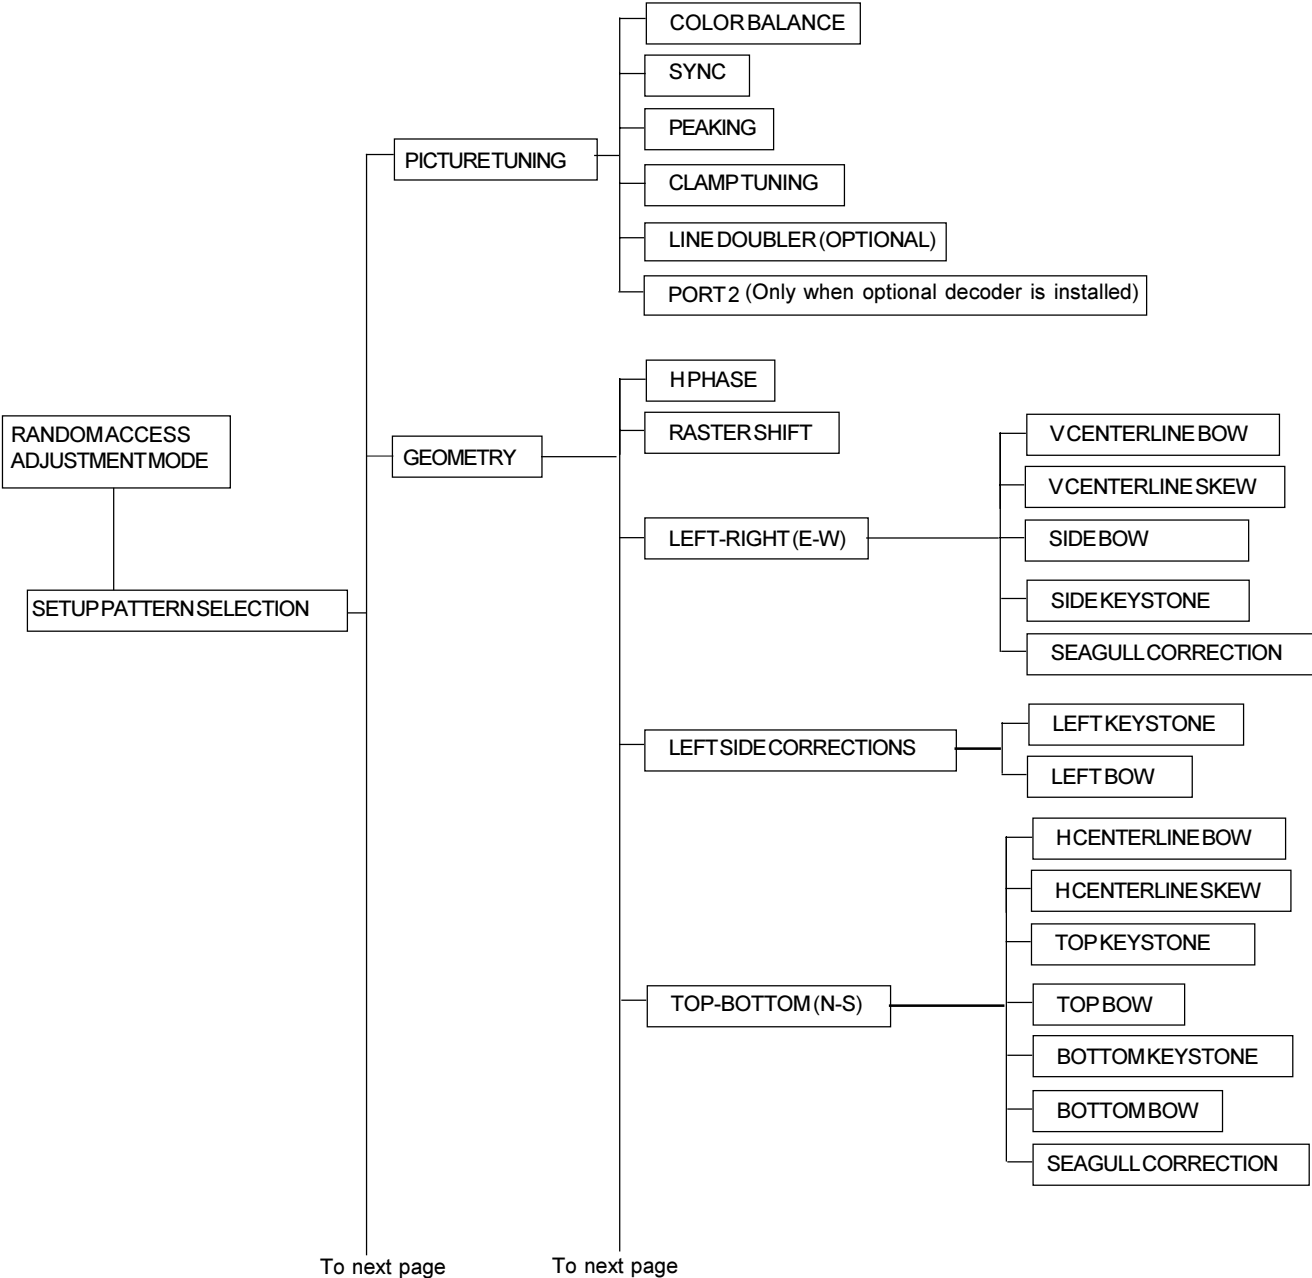 COLOR BALANCE
SYNC
PEAKING
PICTURE TUNING
CLAMP TUNING
LINE DOUBLER (OPTIONAL)
PORT 2 (Only when optional decoder is installed)
H PHASE
RANDOM ACCESS
ADJUSTMENT MODE
RASTER SHIFT
GEOMETRY
V CENTERLINE BOW
V CENTERLINE SKEW
LEFT-RIGHT (E-W)
SIDE BOW
SETUP PATTERN SELECTION
SIDE KEYSTONE
SEAGULL CORRECTION
LEFT SIDE CORRECTIONS
LEFT KEYSTONE
LEFT BOW
H CENTERLINE BOW
H CENTERLINE SKEW
TOP KEYSTONE
TOP-BOTTOM (N-S)
TOP BOW
BOTTOM KEYSTONE
BOTTOM BOW
SEAGULL CORRECTION
To next page
To next page